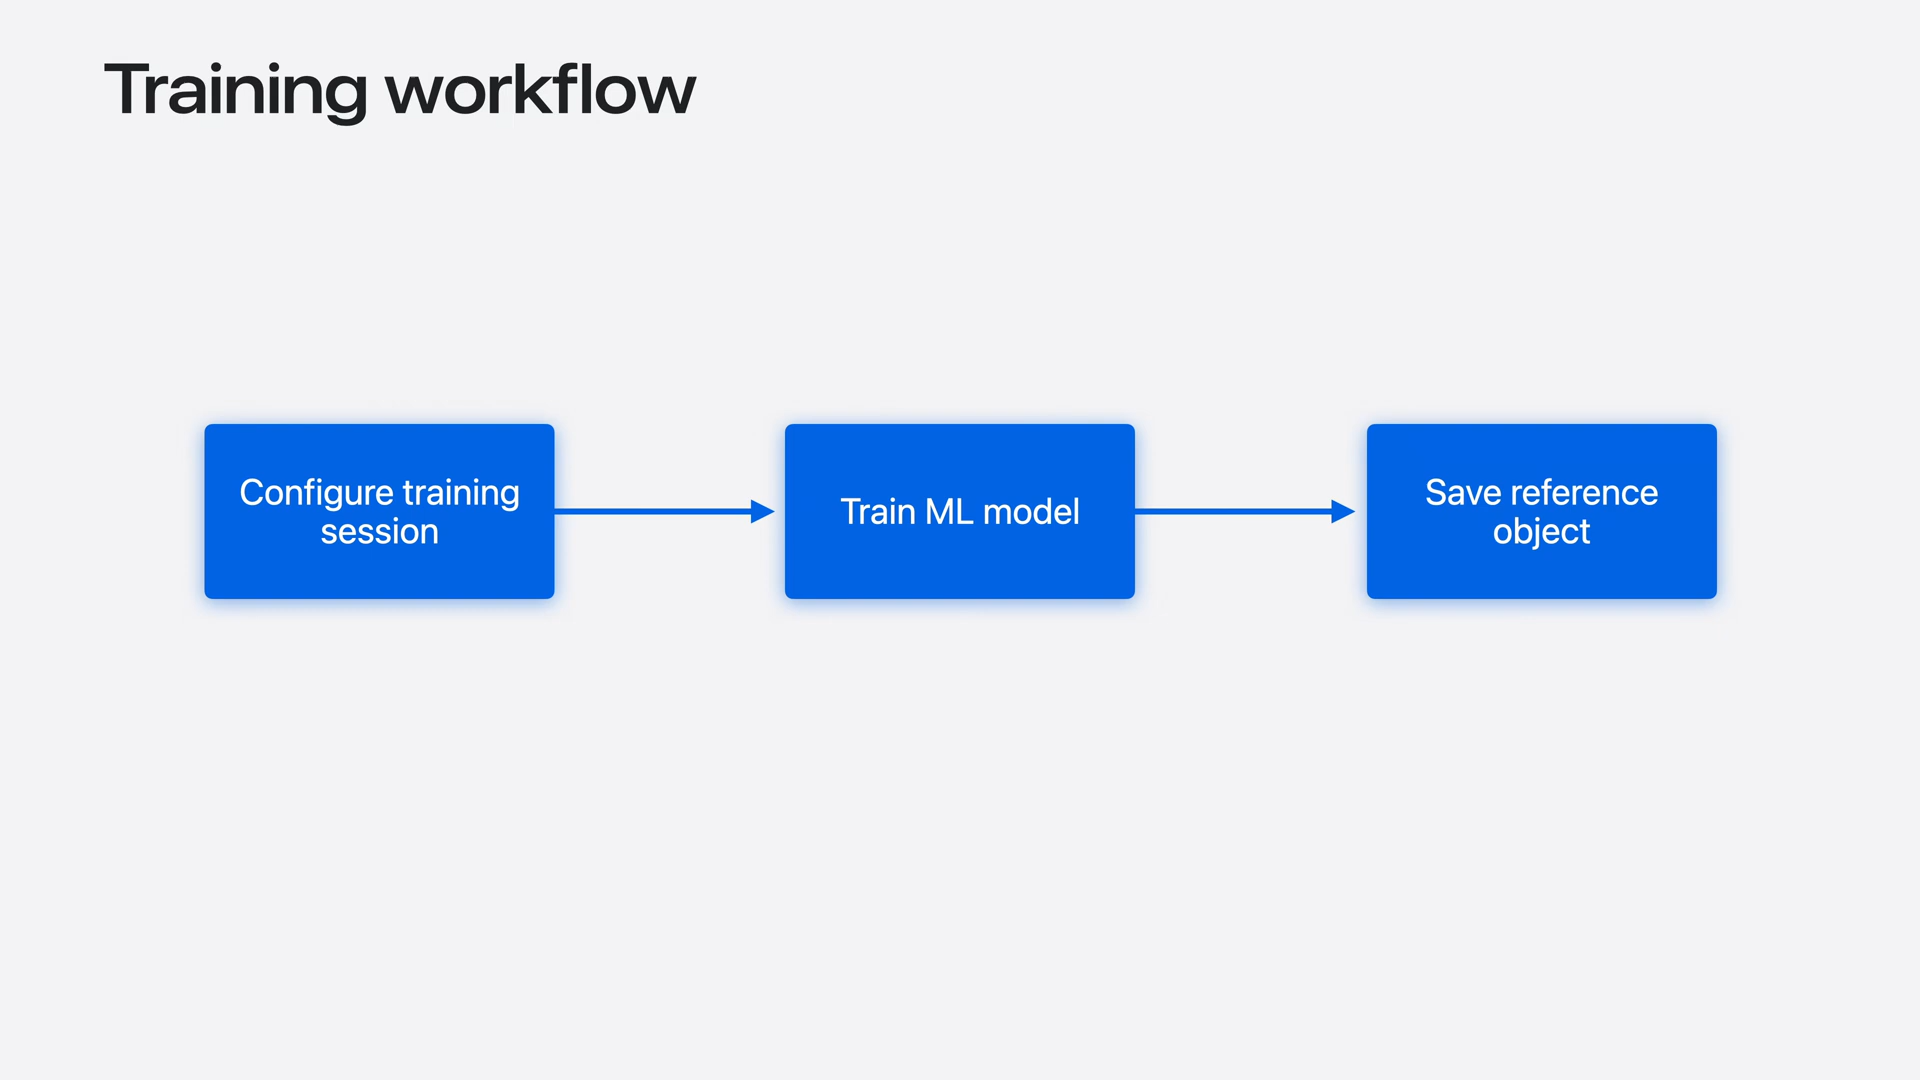 Training workflow
Configure training
session
Train ML model
Save reference
object